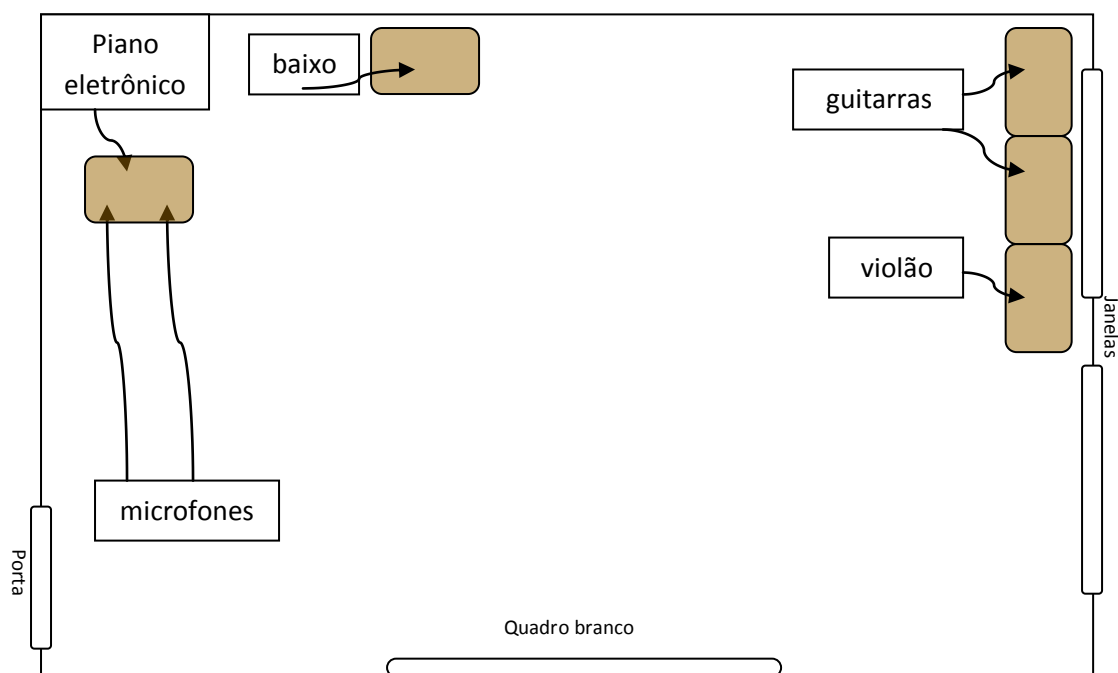 Piano
eletrônico
baixo
guitarras
violão
Janelas
microfones
Porta
Quadro branco